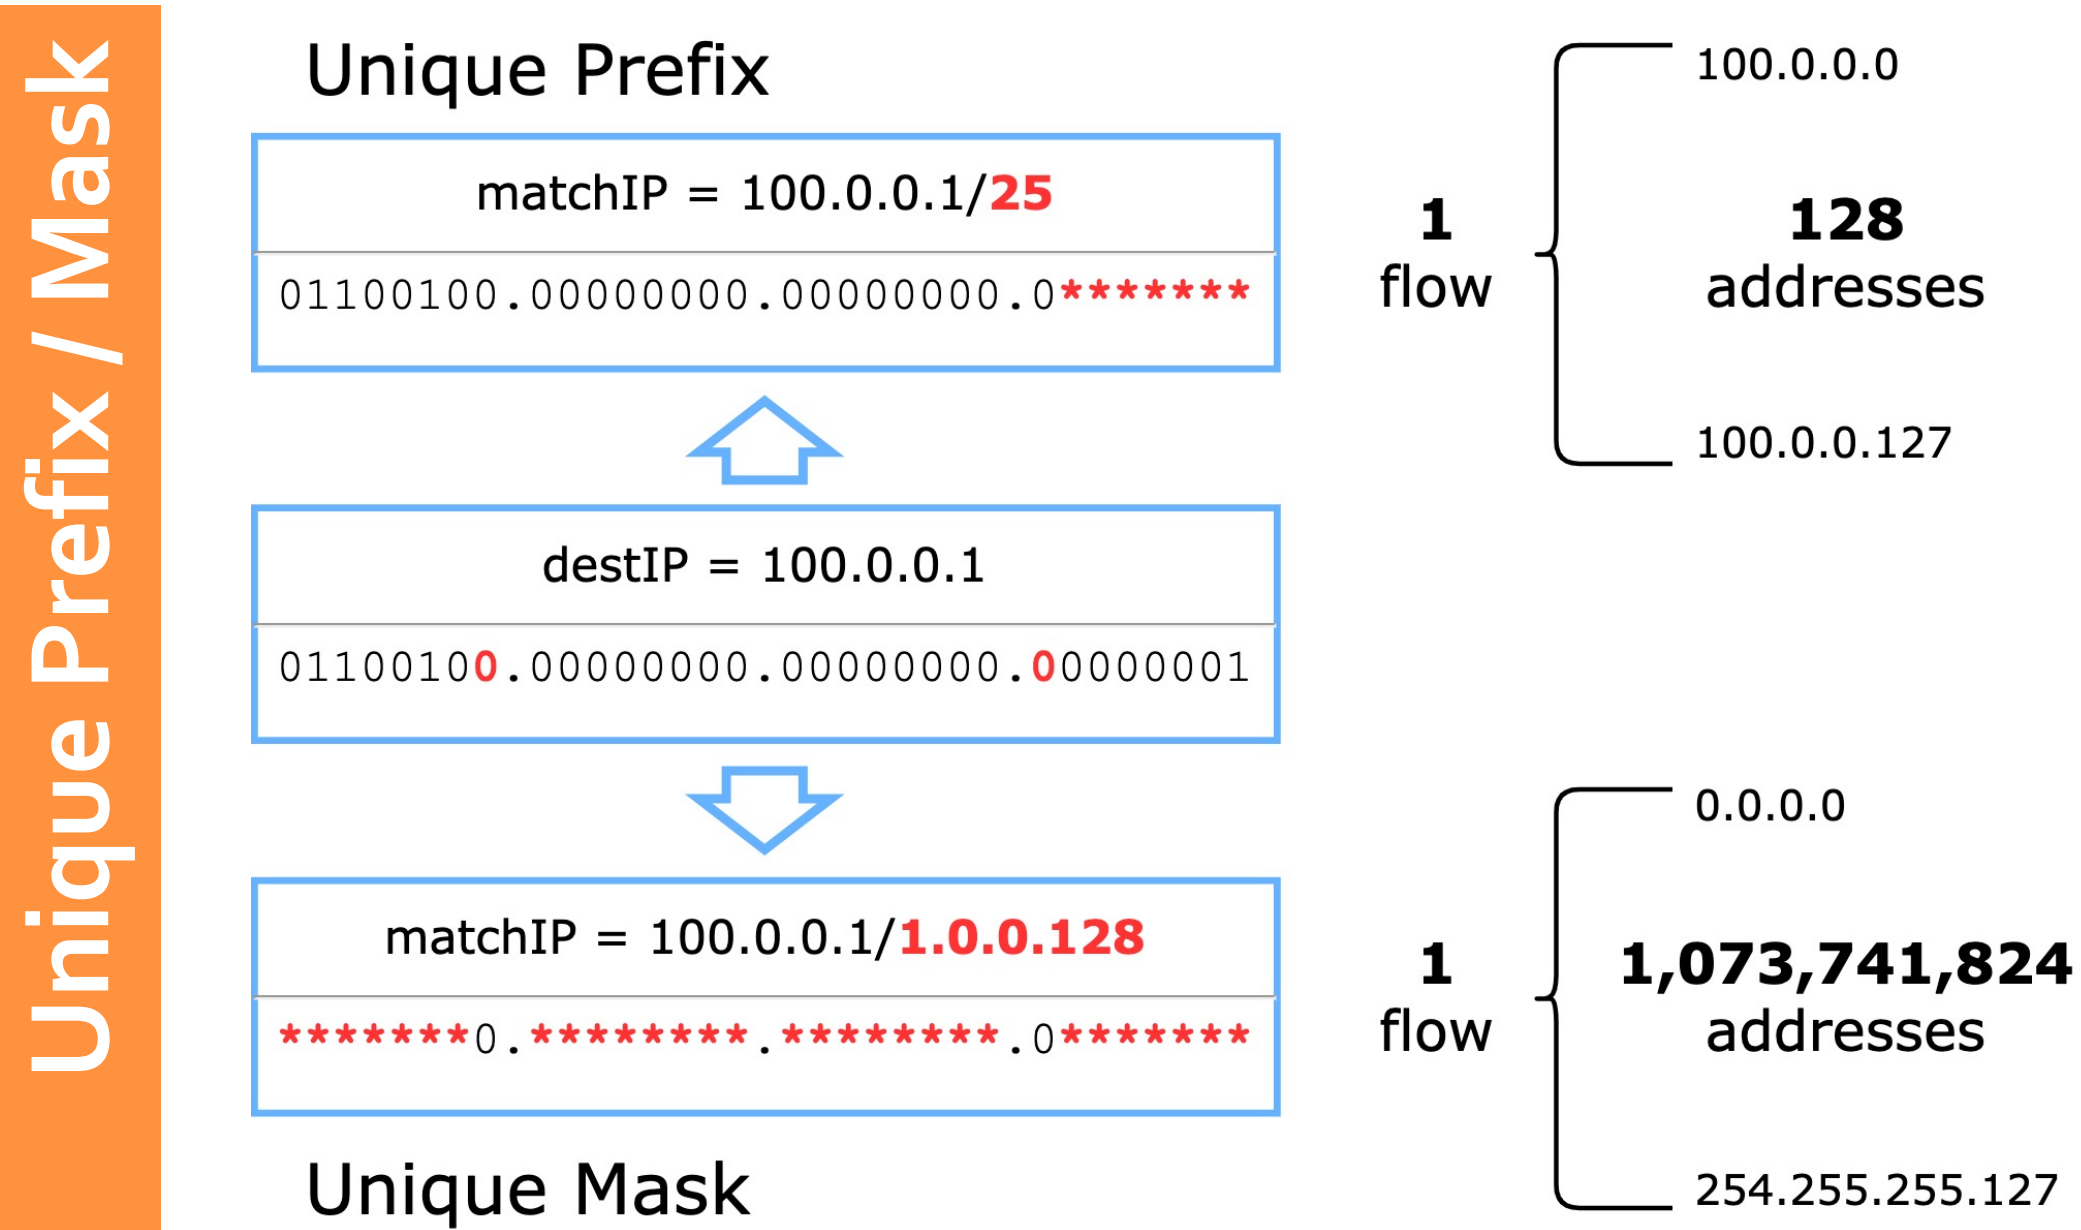 Unique Prefix / Mask
Unique Prefix
matchIP = 100.0.0.1/25
01100100.00000000.00000000.0*******
1
flow
100.0.0.0
128
addresses
100.0.0.127
destIP = 100.0.0.1
01100100.00000000.00000000.00000001
matchIP = 100.0.0.1/1.0.0.128
*******0.********.********.0*******
1
flow
0.0.0.0
1,073,741,824
addresses
254.255.255.127
Unique Mask